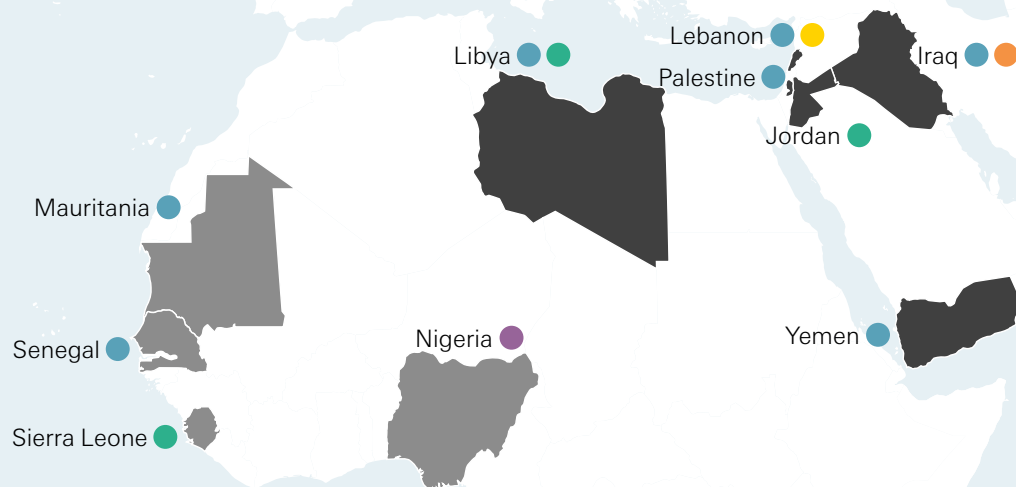 Lebanon
Libya
Iraq
Palestine
Jordan
Mauritania
Yemen
Nigeria
Senegal
Sierra Leone